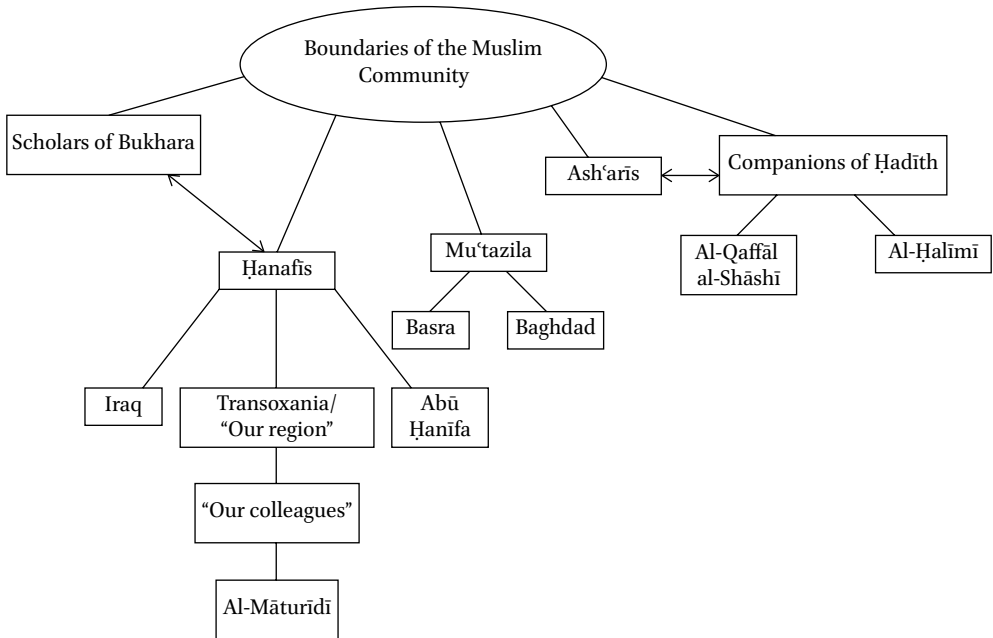 Boundaries of the Muslim
Community
Scholars of Bukhara
Ashʿarīs
Companions of Ḥadīth
Ḥanafīs
Muʿtazila
Al-Qaffāl
al-Shāshī
Al-Ḥalīmī
Basra
Baghdad
Iraq
Transoxania/
“Our region”
Abū
Ḥanīfa
“Our colleagues”
Al-Māturīdī